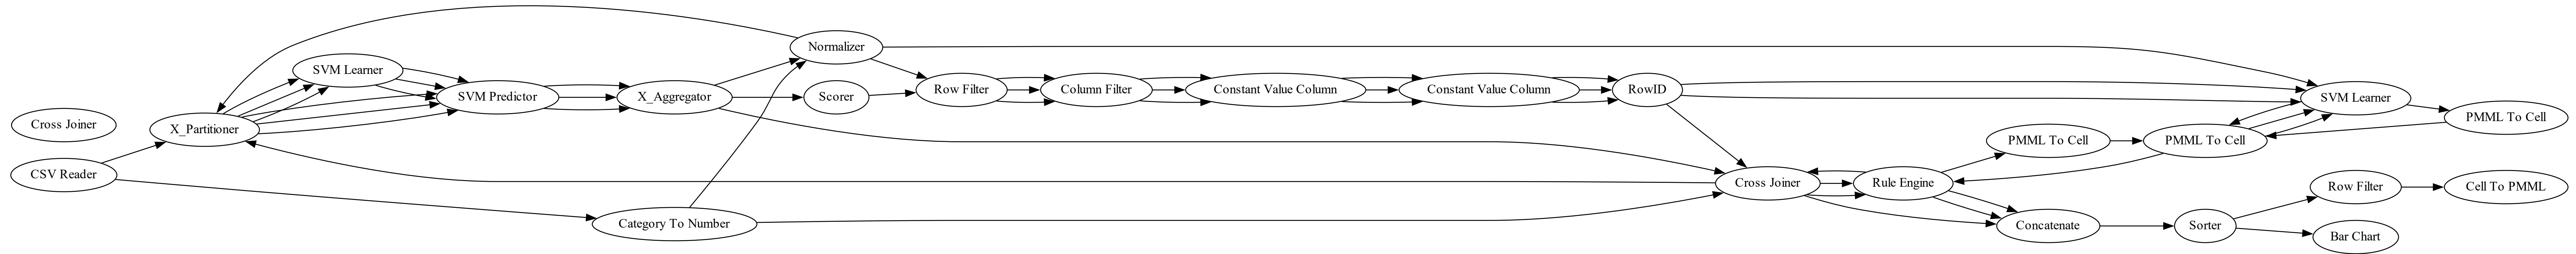 Cross Joiner
CSV Reader
X_Partitioner
SVM Learner
SVM Predictor
X_Aggregator
Category To Number
Normalizer
Scorer
Row Filter
Column Filter
Constant Value Column
Constant Value Column
RowID
Cross Joiner
Rule Engine
PMML To Cell
Concatenate
PMML To Cell
Sorter
SVM Learner
Row Filter
Bar Chart
PMML To Cell
Cell To PMML